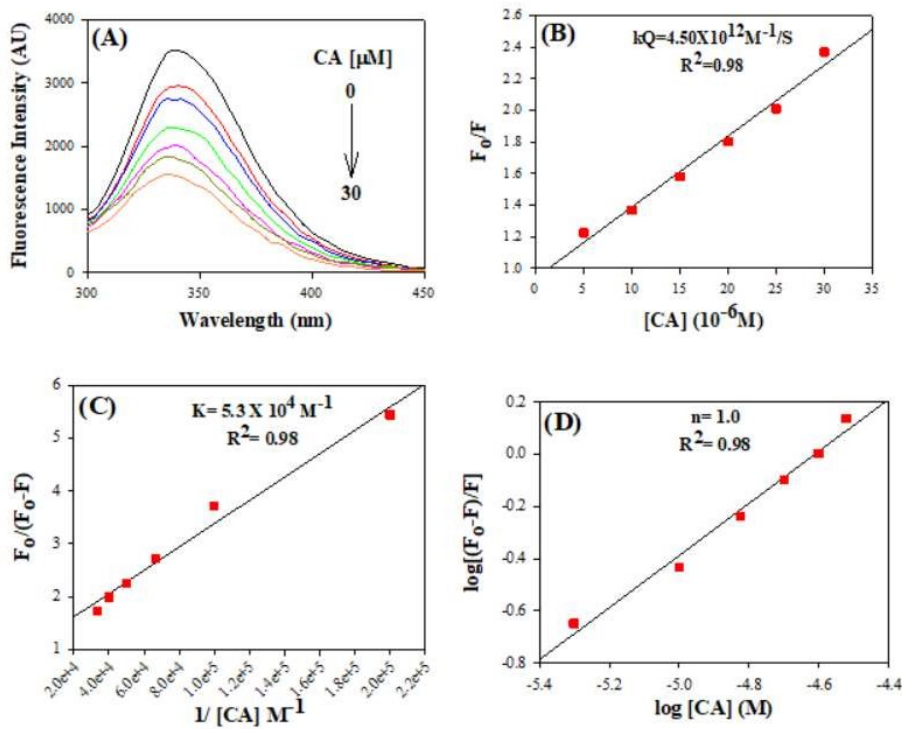 (A)
CA [µM]
0
30
4000
3000
2000
1000
0
Fluorescence Intensity (AU)
300 350 400 450
Wavelength (nm)
(B)
kQ=4.50X10¹²M⁻¹/S
R²=0.98
2.6
2.4
2.2
2.0
1.8
1.6
1.4
1.2
1.0
F₀/F
0 5 10 15 20 25 30 35
[CA] (10⁻⁶M)
(C)
K= 5.3 X 10⁴ M⁻¹
R²= 0.98
6
5
4
3
2
1
F₀/(F₀-F)
2.0e+4 4.0e+4 6.0e+4 8.0e+4 1.0e+5 1.2e+5 1.4e+5 1.6e+5 1.8e+5 2.0e+5 2.2e+5
1/ [CA] M⁻¹
(D)
n= 1.0
R²= 0.98
0.2
0.0
-0.2
-0.4
-0.6
-0.8
log[(F₀-F)/F]
-5.4 -5.2 -5.0 -4.8 -4.6 -4.4
log [CA] (M)